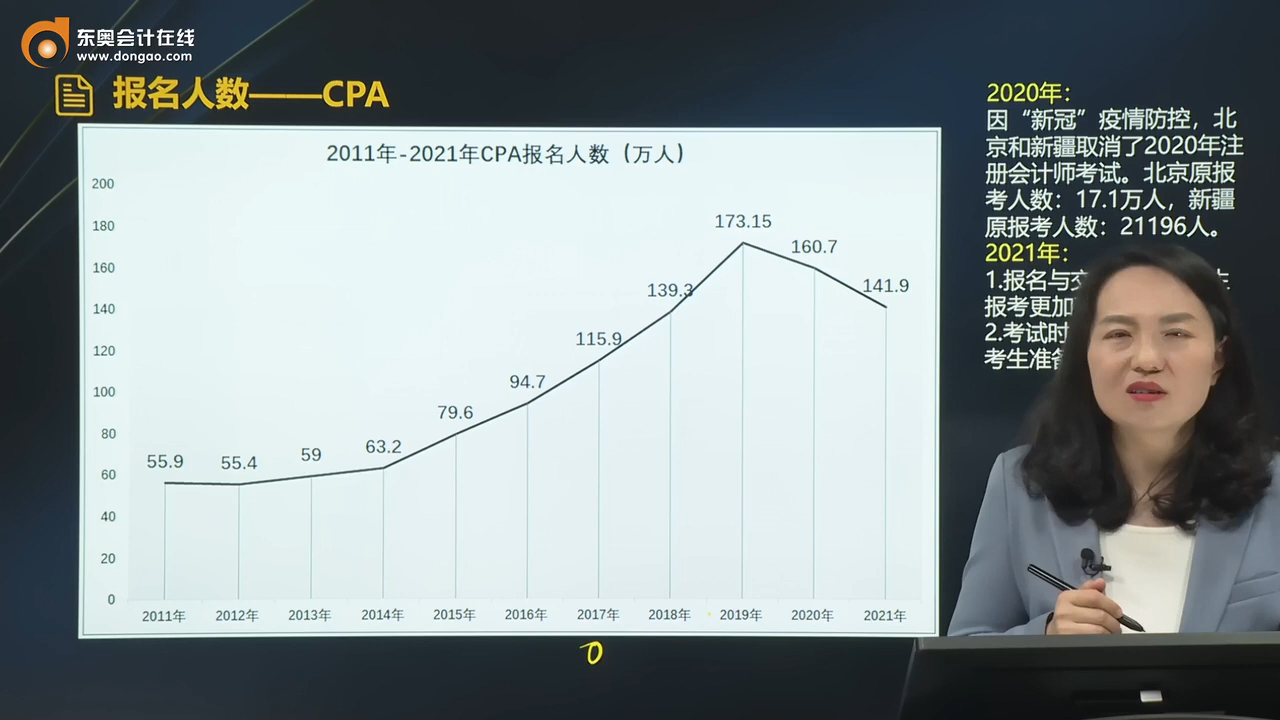 东奥会计在线
www.dongao.com
报名人数——CPA
2011年-2021年CPA报名人数（万人）
200
180
160
140
120
100
80
60
40
20
0
55.9
55.4
59
63.2
79.6
94.7
115.9
139.3
173.15
160.7
141.9
2011年
2012年
2013年
2014年
2015年
2016年
2017年
2018年
2019年
2020年
2021年
2020年：
因“新冠”疫情防控，北
京和新疆取消了2020年注
册会计师考试。北京原报
考人数：17.1万人，新疆
原报考人数：21196人。
2021年：
1.报名与交
报考更加
2.考试时
考生准备